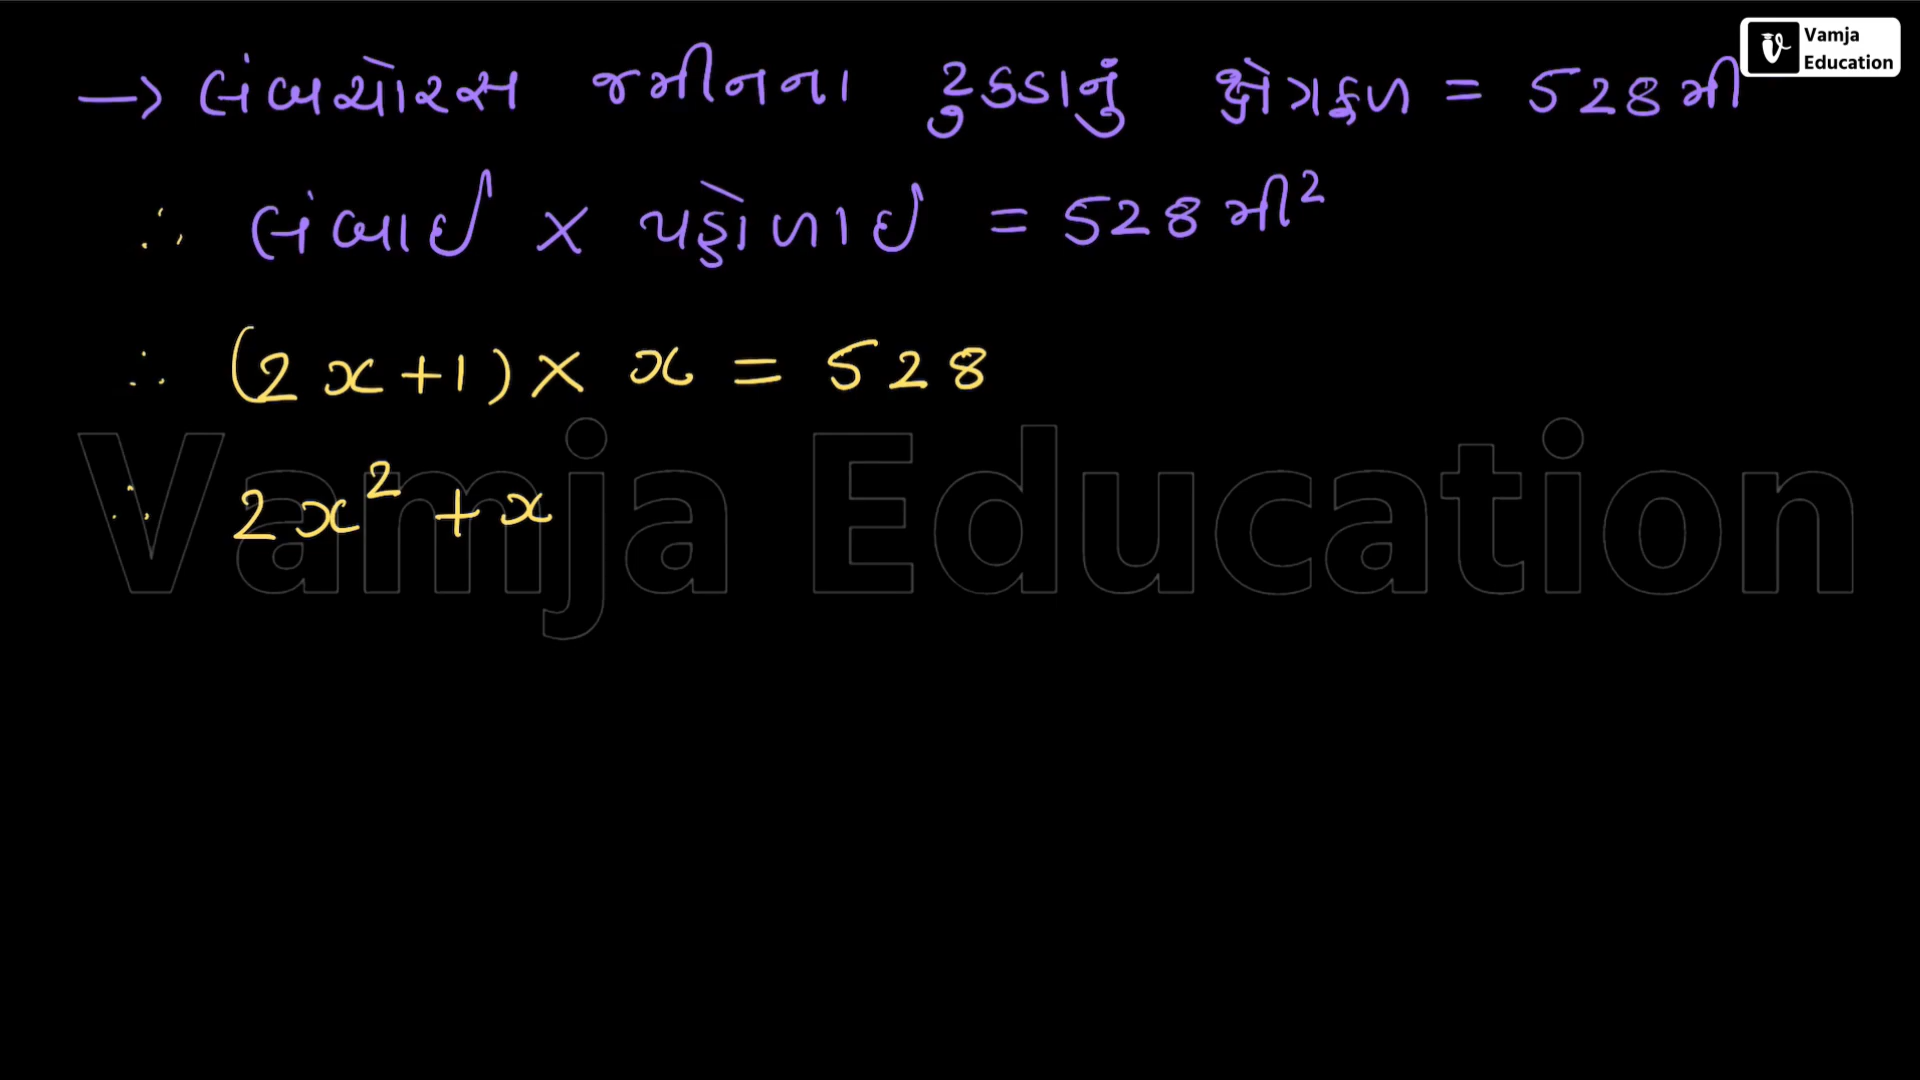 Vamja
Education
→ લંબચોરસ જમીનના ટુકડાનું ક્ષેત્રફળ = 528 મી
∴ લંબાઈ × પહોળાઈ = 528 મી²
∴ (2x+1) × x = 528
∴ 2x² + x
Vamja Education